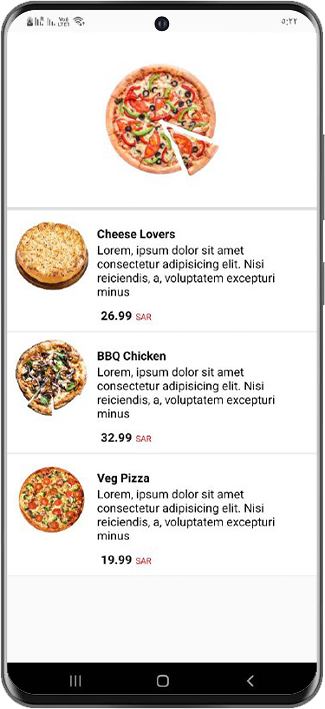 Vo)) LTE1
٥:٢٢
Cheese Lovers
Lorem, ipsum dolor sit amet
consectetur adipisicing elit. Nisi
reiciendis, a, voluptatem excepturi
minus
26.99 SAR
BBQ Chicken
Lorem, ipsum dolor sit amet
consectetur adipisicing elit. Nisi
reiciendis, a, voluptatem excepturi
minus
32.99 SAR
Veg Pizza
Lorem, ipsum dolor sit amet
consectetur adipisicing elit. Nisi
reiciendis, a, voluptatem excepturi
minus
19.99 SAR